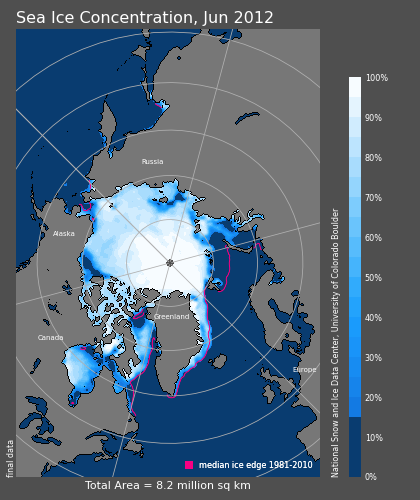 Sea Ice Concentration, Jun 2012
Russia
Alaska
Greenland
Canada
Europe
median ice edge 1981-2010
Total Area = 8.2 million sq km
final data
National Snow and Ice Data Center, University of Colorado Boulder
100%
90%
80%
70%
60%
50%
40%
30%
20%
10%
0%